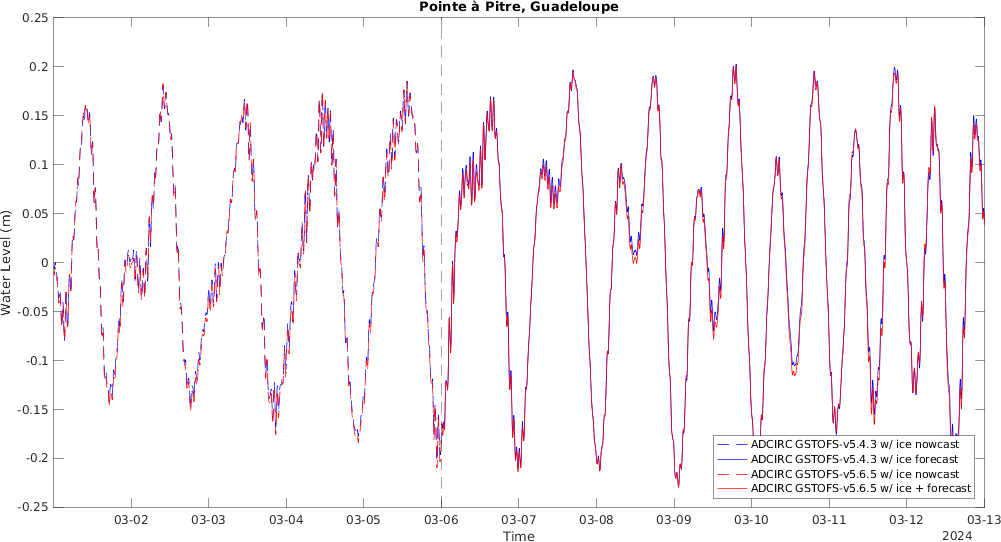 Pointe à Pitre, Guadeloupe
0.25
0.2
0.15
0.1
0.05
0
-0.05
-0.1
-0.15
-0.2
-0.25
Water Level (m)
ADCIRC GSTOFS-v5.4.3 w/ ice nowcast
ADCIRC GSTOFS-v5.4.3 w/ ice forecast
ADCIRC GSTOFS-v5.6.5 w/ ice nowcast
ADCIRC GSTOFS-v5.6.5 w/ ice + forecast
03-02 03-03 03-04 03-05 03-06 03-07 03-08 03-09 03-10 03-11 03-12 03-13
Time
2024